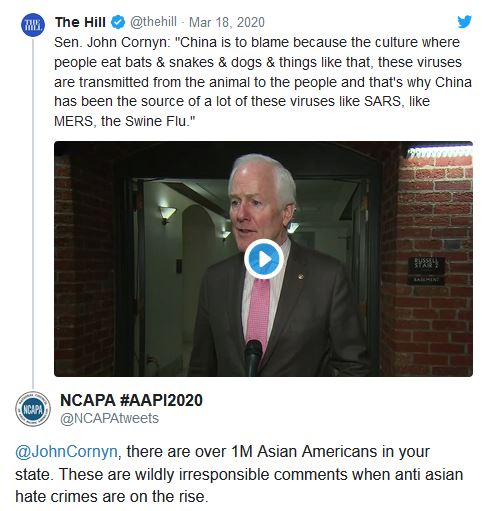 The Hill @thehill · Mar 18, 2020
Sen. John Cornyn: "China is to blame because the culture where
people eat bats & snakes & dogs & things like that, these viruses
are transmitted from the animal to the people and that's why China
has been the source of a lot of these viruses like SARS, like
MERS, the Swine Flu."
THE
HILL
RUSSELL
STAIR 2
BASEMENT
NCAPA #AAPI2020
@NCAPAtweets
NCAPA
@JohnCornyn, there are over 1M Asian Americans in your
state. These are wildly irresponsible comments when anti asian
hate crimes are on the rise.